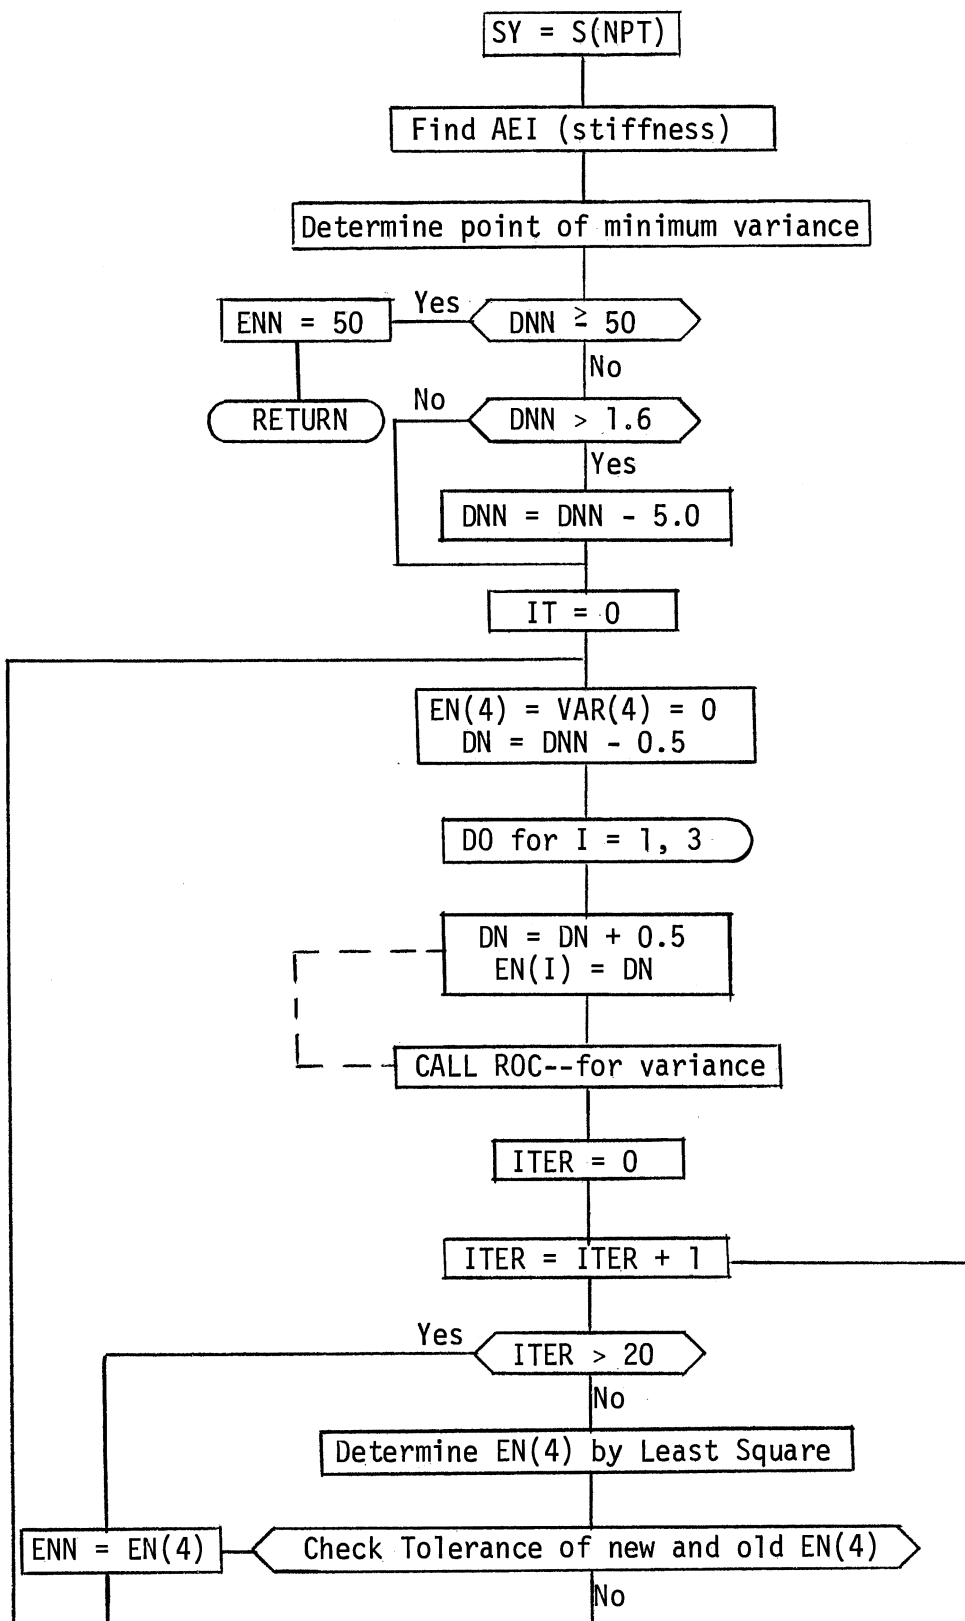 SY = S(NPT)
Find AEI (stiffness)
Determine point of minimum variance
Yes
ENN = 50
DNN ≥ 50
No
RETURN
No
DNN > 1.6
Yes
DNN = DNN - 5.0
IT = 0
EN(4) = VAR(4) = 0
DN = DNN - 0.5
DO for I = 1, 3
DN = DN + 0.5
EN(I) = DN
CALL ROC--for variance
ITER = 0
ITER = ITER + 1
Yes
ITER > 20
No
Determine EN(4) by Least Square
ENN = EN(4)
Check Tolerance of new and old EN(4)
No